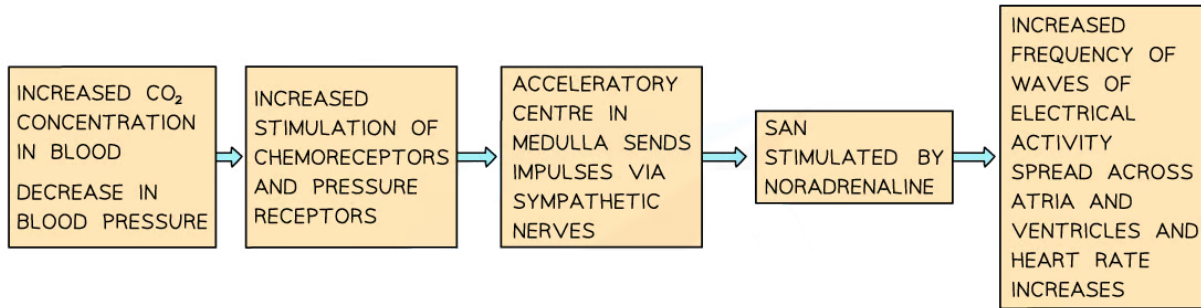 INCREASED CO₂
CONCENTRATION
IN BLOOD
DECREASE IN
BLOOD PRESSURE
INCREASED
STIMULATION OF
CHEMORECEPTORS
AND PRESSURE
RECEPTORS
ACCELERATORY
CENTRE IN
MEDULLA SENDS
IMPULSES VIA
SYMPATHETIC
NERVES
SAN
STIMULATED BY
NORADRENALINE
INCREASED
FREQUENCY OF
WAVES OF
ELECTRICAL
ACTIVITY
SPREAD ACROSS
ATRIA AND
VENTRICLES AND
HEART RATE
INCREASES